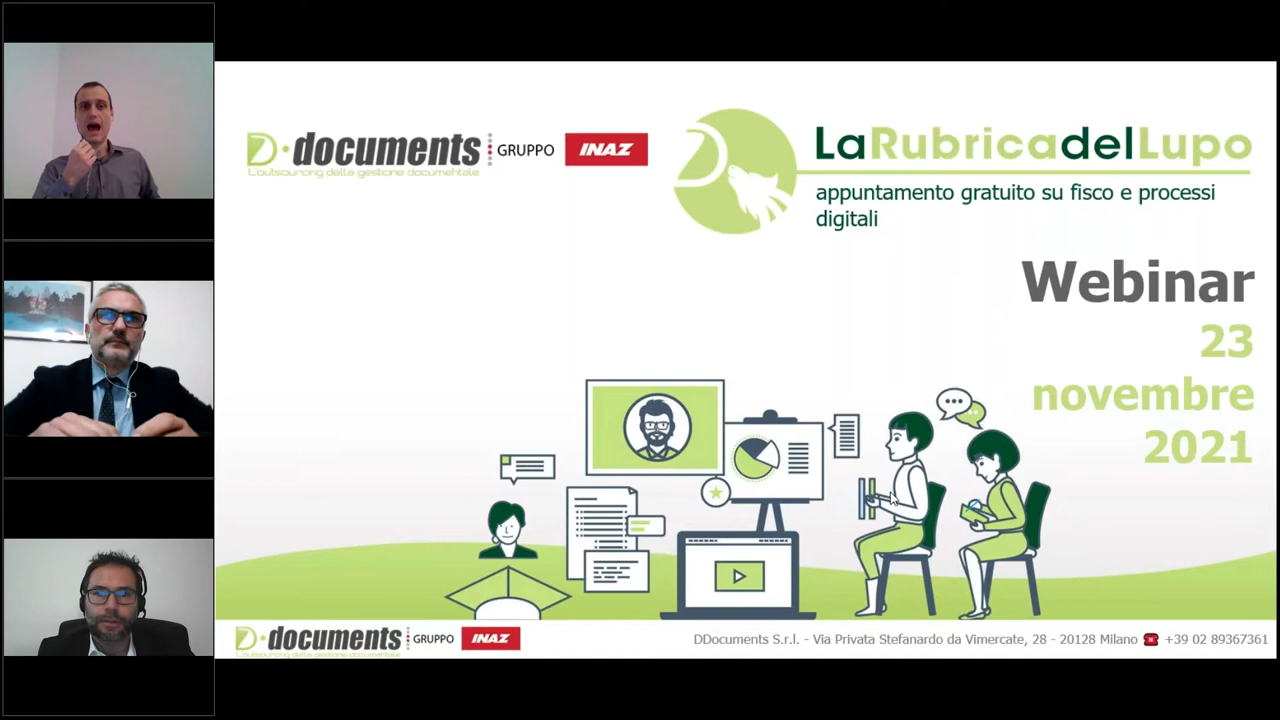 D·documents GRUPPO INAZ
L'outsourcing della gestione documentale
LaRubricadelLupo
appuntamento gratuito su fisco e processi
digitali
Webinar
23
novembre
2021
D·documents GRUPPO INAZ
L'outsourcing della gestione documentale
DDocuments S.r.l. - Via Privata Stefanardo da Vimercate, 28 - 20128 Milano ☎ +39 02 89367361